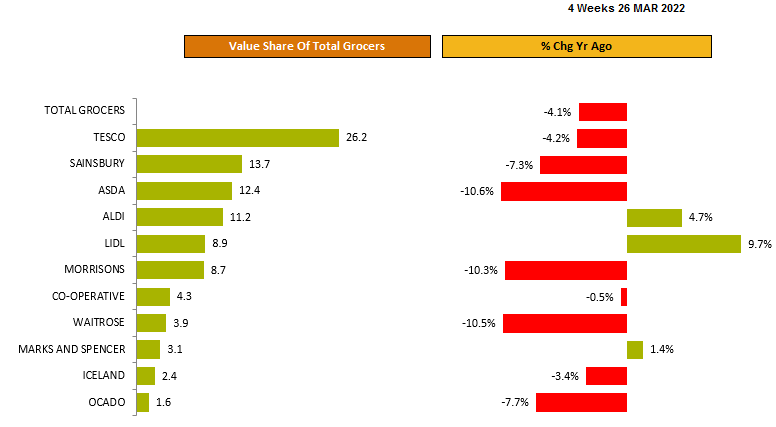 4 Weeks 26 MAR 2022
Value Share Of Total Grocers % Chg Yr Ago
TOTAL GROCERS -4.1%
TESCO 26.2 -4.2%
SAINSBURY 13.7 -7.3%
ASDA 12.4 -10.6%
ALDI 11.2 4.7%
LIDL 8.9 9.7%
MORRISONS 8.7 -10.3%
CO-OPERATIVE 4.3 -0.5%
WAITROSE 3.9 -10.5%
MARKS AND SPENCER 3.1 1.4%
ICELAND 2.4 -3.4%
OCADO 1.6 -7.7%